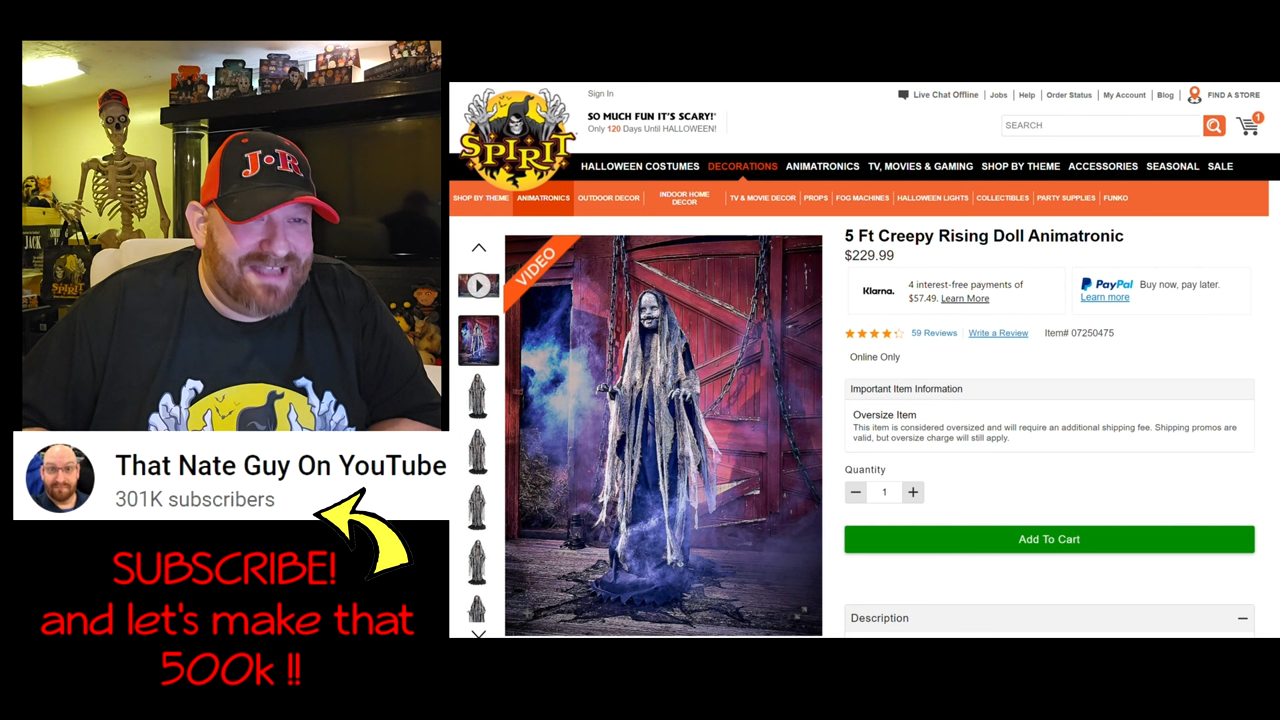 J•R
JACK
SPIRIT
That Nate Guy On YouTube
301K subscribers
SUBSCRIBE!
and let's make that
500k !!
SPIRIT
Sign In
SO MUCH FUN IT'S SCARY!
Only 120 Days Until HALLOWEEN!
Live Chat Offline | Jobs | Help | Order Status | My Account | Blog
FIND A STORE
SEARCH
1
HALLOWEEN COSTUMES DECORATIONS ANIMATRONICS TV, MOVIES & GAMING SHOP BY THEME ACCESSORIES SEASONAL SALE
SHOP BY THEME ANIMATRONICS OUTDOOR DECOR INDOOR HOME DECOR TV & MOVIE DECOR PROPS FOG MACHINES HALLOWEEN LIGHTS COLLECTIBLES PARTY SUPPLIES FUNKO
VIDEO
5 Ft Creepy Rising Doll Animatronic
$229.99
Klarna.
4 interest-free payments of
$57.49. Learn More
PayPal Buy now, pay later.
Learn more
59 Reviews | Write a Review Item# 07250475
Online Only
Important Item Information
Oversize Item
This item is considered oversized and will require an additional shipping fee. Shipping promos are
valid, but oversize charge will still apply.
Quantity
1
Add To Cart
Description